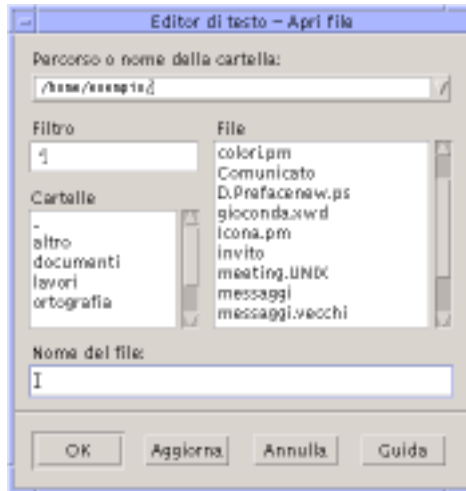 Editor di testo – Apri file
Percorso o nome della cartella:
/home/esempio/
Filtro
File
colori.pm
Comunicato
D.Prefacenew.ps
gioconda.xwd
icona.pm
invito
meeting.UNIX
messaggi
messaggi.vecchi
Cartelle
..
altro
documenti
lavori
ortografia
Nome del file:
OK
Aggiorna
Annulla
Guida